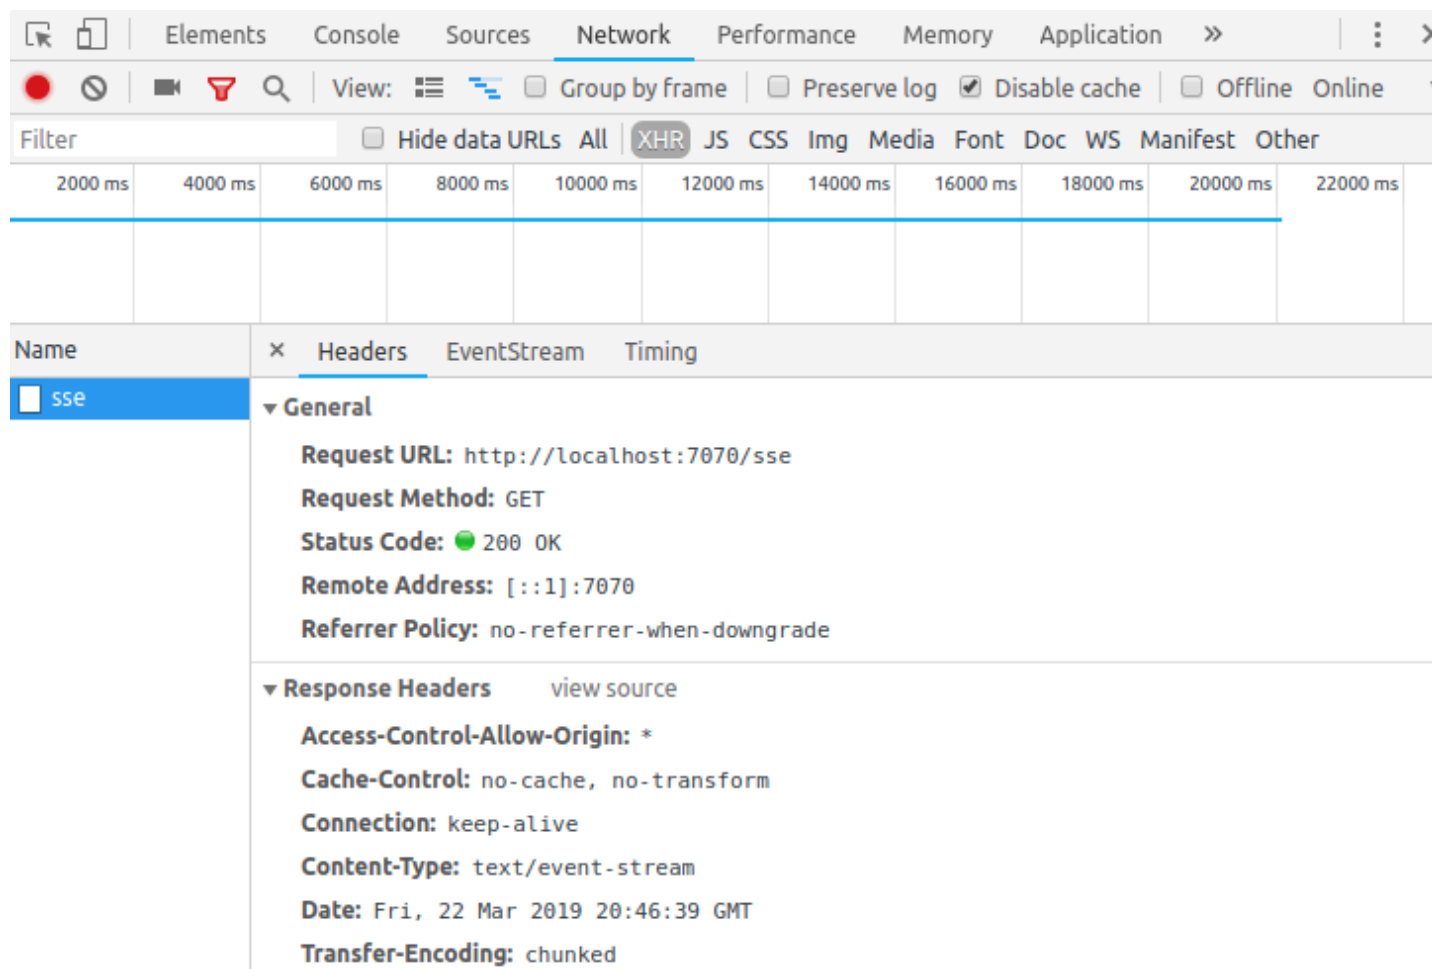 Elements Console Sources Network Performance Memory Application »
View: Group by frame Preserve log Disable cache Offline Online
Filter Hide data URLs All XHR JS CSS Img Media Font Doc WS Manifest Other
2000 ms 4000 ms 6000 ms 8000 ms 10000 ms 12000 ms 14000 ms 16000 ms 18000 ms 20000 ms 22000 ms
Name × Headers EventStream Timing
sse
General
Request URL: http://localhost:7070/sse
Request Method: GET
Status Code: 200 OK
Remote Address: [::1]:7070
Referrer Policy: no-referrer-when-downgrade
Response Headers view source
Access-Control-Allow-Origin: *
Cache-Control: no-cache, no-transform
Connection: keep-alive
Content-Type: text/event-stream
Date: Fri, 22 Mar 2019 20:46:39 GMT
Transfer-Encoding: chunked